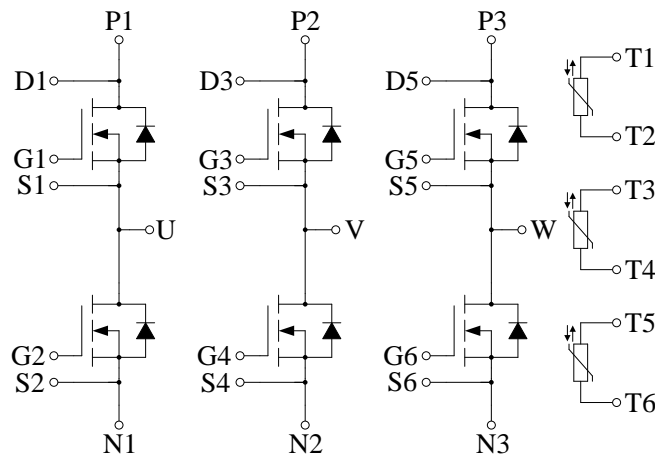 P1 P2 P3
D1 D3 D5 T1
G1 G3 G5 T2
S1 S3 S5 T3
U V W
T4
T5
G2 G4 G6
S2 S4 S6 T6
N1 N2 N3